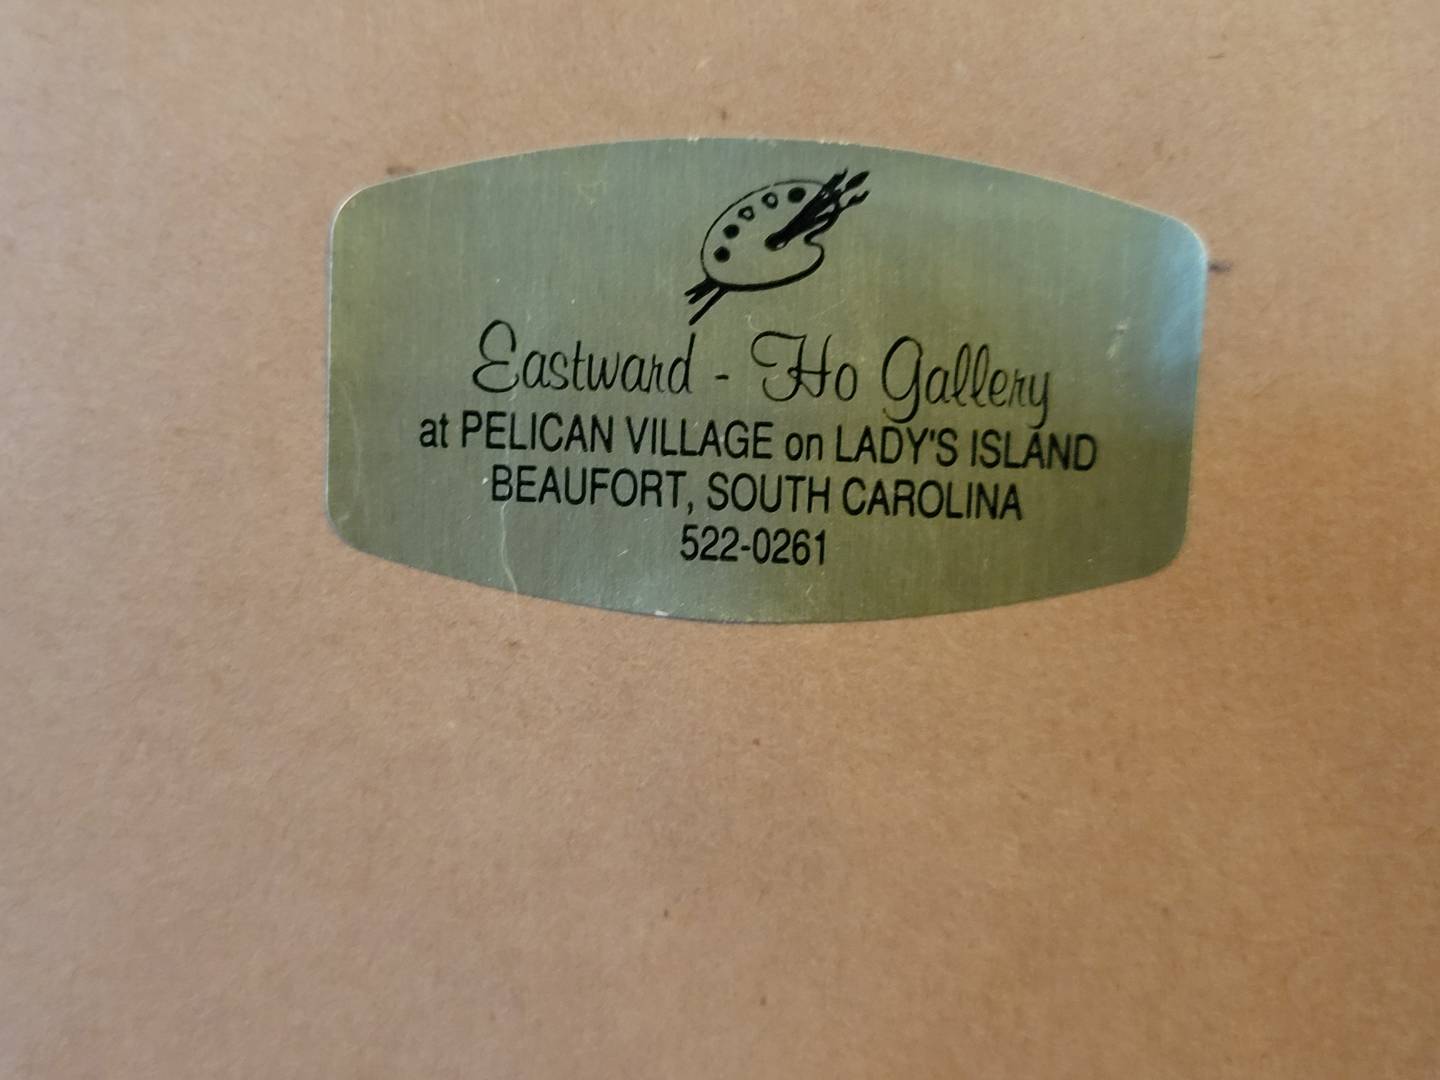 Eastward - Ho Gallery
at PELICAN VILLAGE on LADY'S ISLAND
BEAUFORT, SOUTH CAROLINA
522-0261